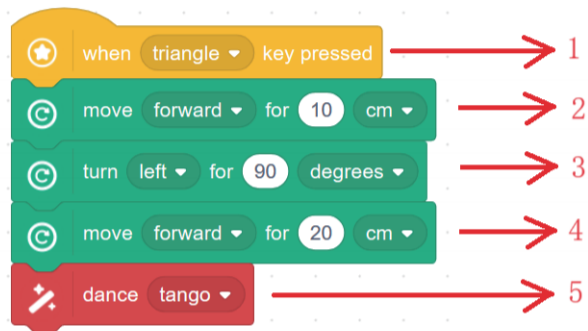 when triangle key pressed 1
move forward for 10 cm 2
turn left for 90 degrees 3
move forward for 20 cm 4
dance tango 5